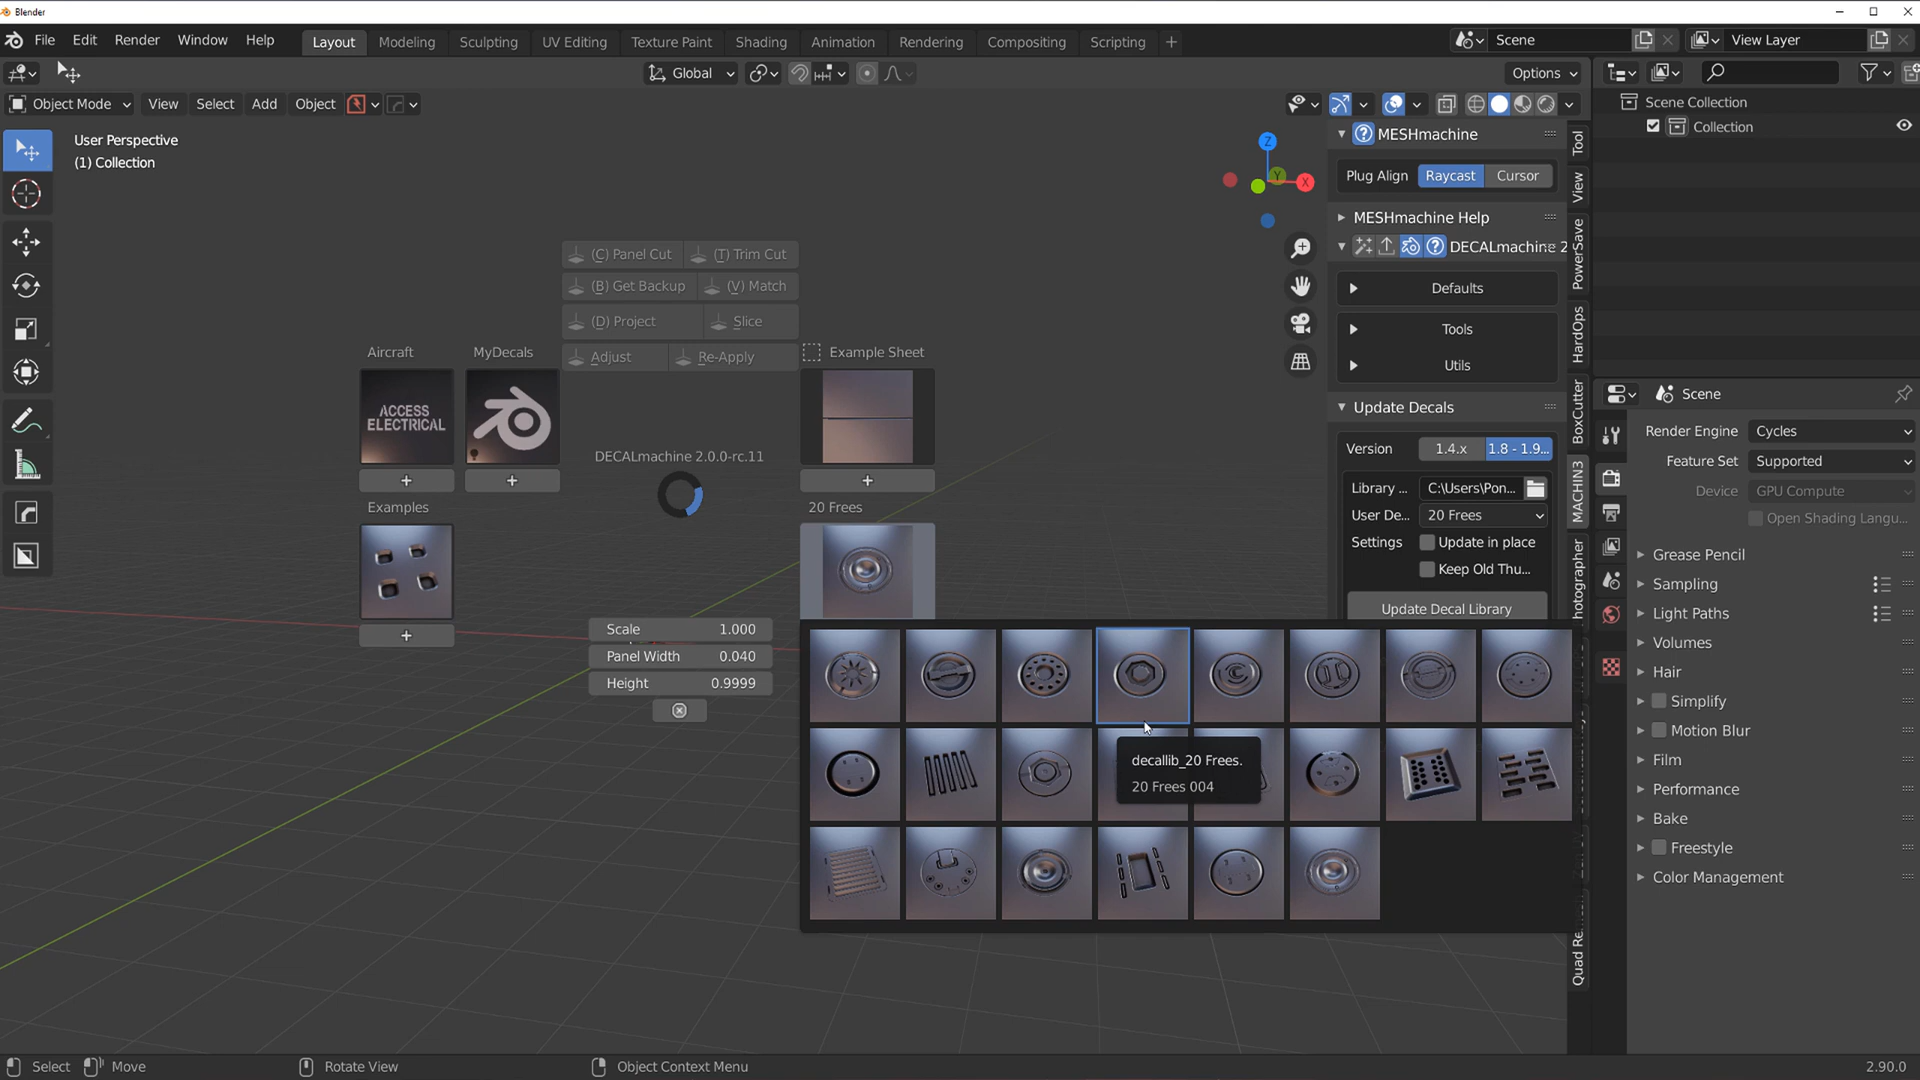 Blender
File Edit Render Window Help
Layout Modeling Sculpting UV Editing Texture Paint Shading Animation Rendering Compositing Scripting +
Scene
View Layer
Global
Options
Object Mode View Select Add Object
User Perspective
(1) Collection
Z
Y
X
Scene Collection
Collection
MESHmachine
Plug Align Raycast Cursor
MESHmachine Help
DECALmachine 2
Defaults
Tools
Utils
Update Decals
Version 1.4.x 1.8 - 1.9...
Library ... C:\Users\Pon...
User De... 20 Frees
Settings Update in place
Keep Old Thu...
Update Decal Library
Tool
View
PowerSave
HardOps
BoxCutter
MACHIN3
hotographer
Quad Re
(C) Panel Cut (T) Trim Cut
(B) Get Backup (V) Match
(D) Project Slice
Adjust Re-Apply
Aircraft MyDecals
ACCESS
ELECTRICAL
Example Sheet
DECALmachine 2.0.0-rc.11
Examples
20 Frees
Scale 1.000
Panel Width 0.040
Height 0.9999
decallib_20 Frees.
20 Frees 004
Scene
Render Engine Cycles
Feature Set Supported
Device GPU Compute
Open Shading Langu...
Grease Pencil
Sampling
Light Paths
Volumes
Hair
Simplify
Motion Blur
Film
Performance
Bake
Freestyle
Color Management
Select Move Rotate View Object Context Menu 2.90.0